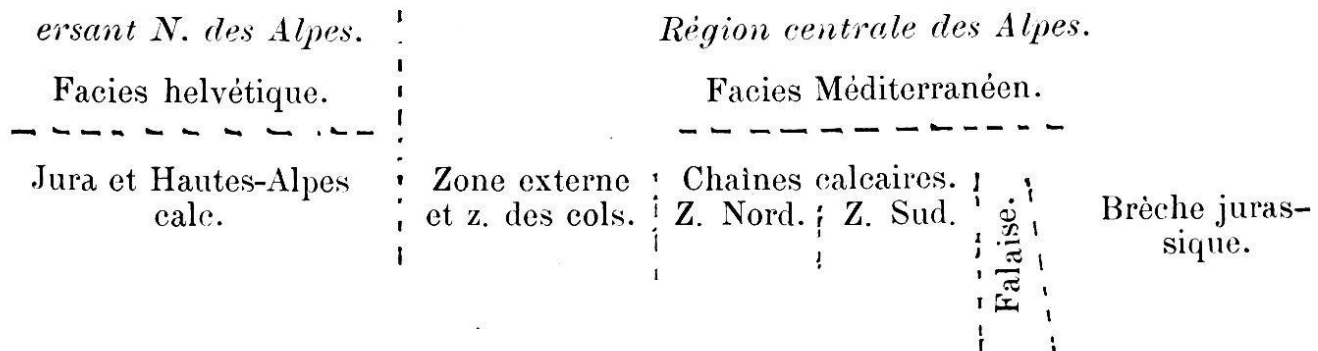 ersant N. des Alpes.
Région centrale des Alpes.
Facies helvétique.
Facies Méditerranéen.
Jura et Hautes-Alpes
calc.
Zone externe
et z. des cols.
Chaînes calcaires.
Z. Nord.
Z. Sud.
Falaise.
Brèche juras-
sique.